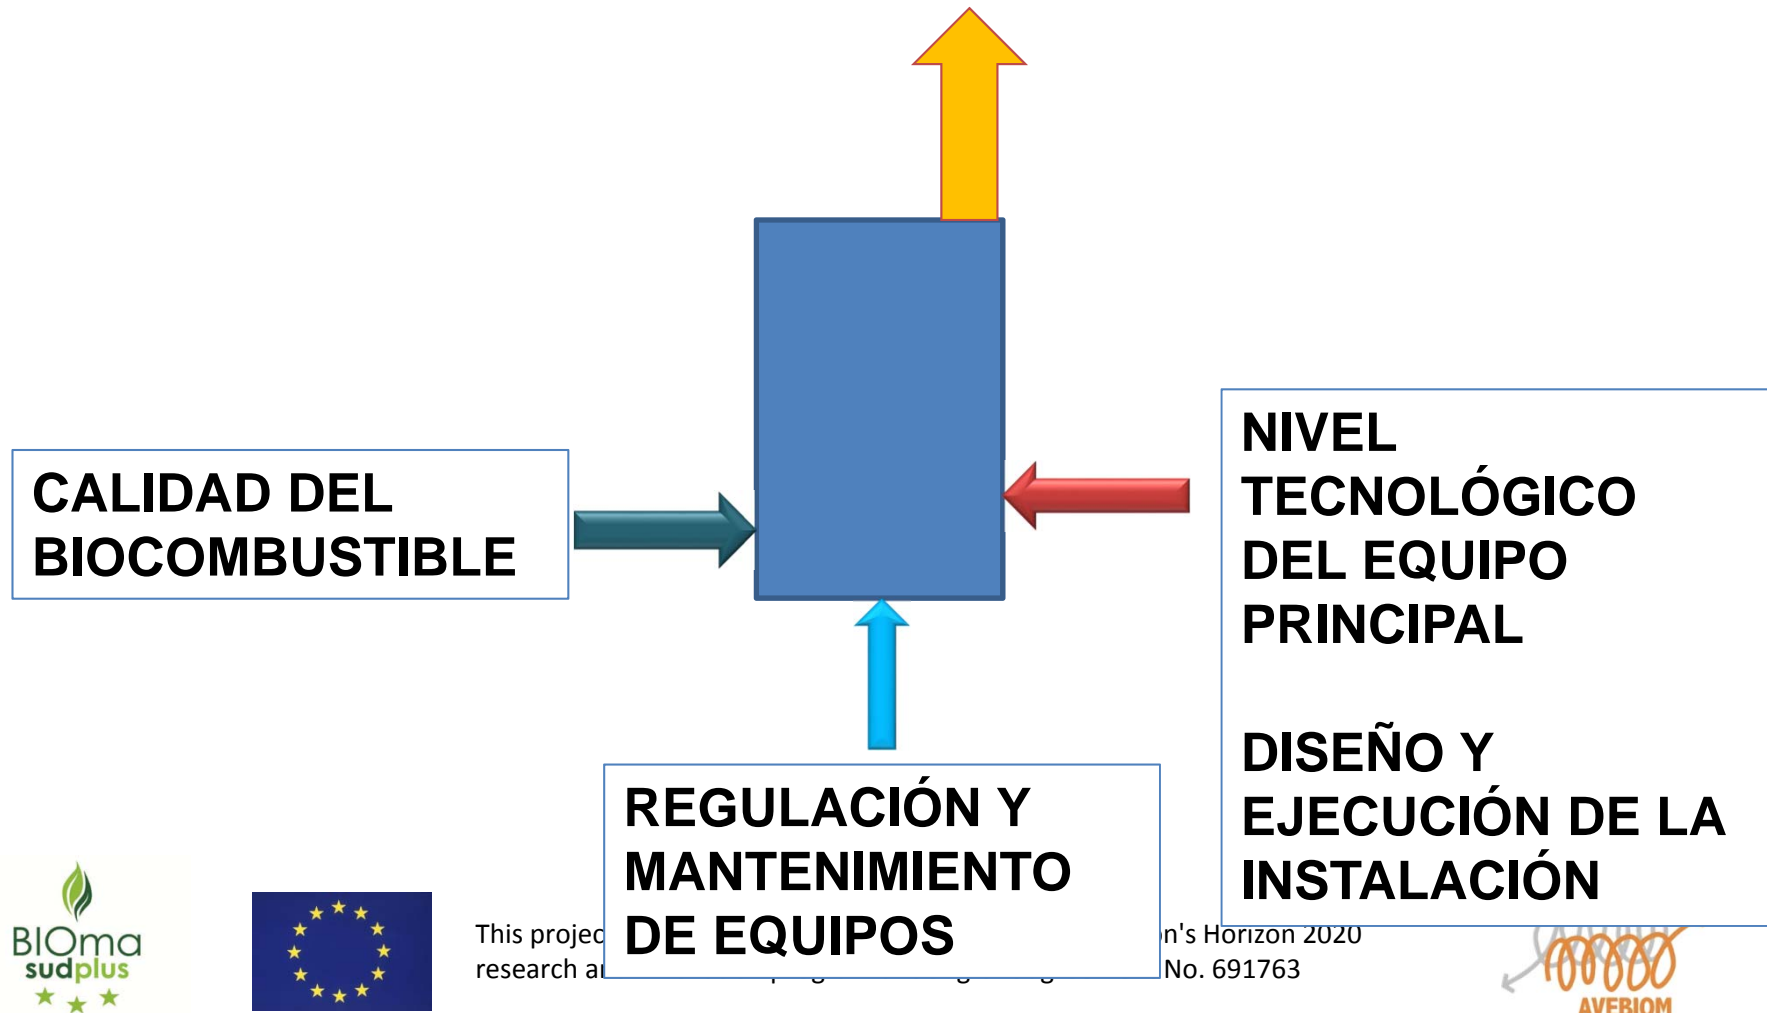 CALIDAD DEL
BIOCOMBUSTIBLE
NIVEL
TECNOLÓGICO
DEL EQUIPO
PRINCIPAL
DISEÑO Y
EJECUCIÓN DE LA
INSTALACIÓN
REGULACIÓN Y
MANTENIMIENTO
DE EQUIPOS
BIOma
sudplus
This projec n's Horizon 2020
research a No. 691763
AVEBIOM